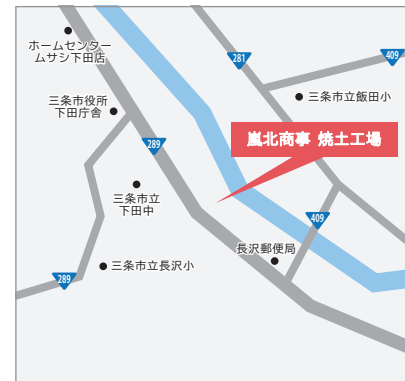 ホームセンター
ムサシ下田店
409
281
三条市役所
下田庁舎
三条市立飯田小
嵐北商事 焼土工場
289
三条市立
下田中
409
長沢郵便局
三条市立長沢小
289